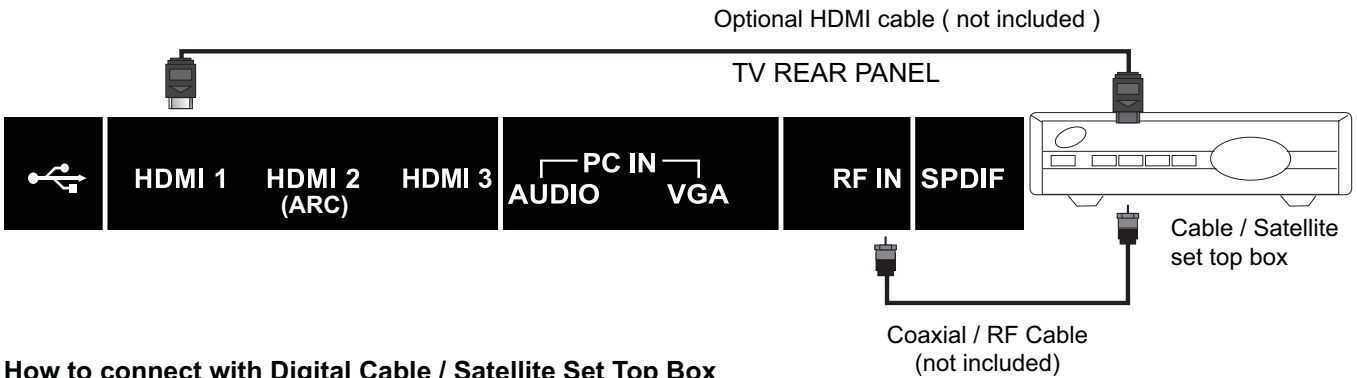 Optional HDMI cable ( not included )
TV REAR PANEL
HDMI 1
HDMI 2
(ARC)
HDMI 3
PC IN
AUDIO
VGA
RF IN
SPDIF
Cable / Satellite
set top box
Coaxial / RF Cable
(not included)
How to connect with Digital Cable / Satellite Set Top Box